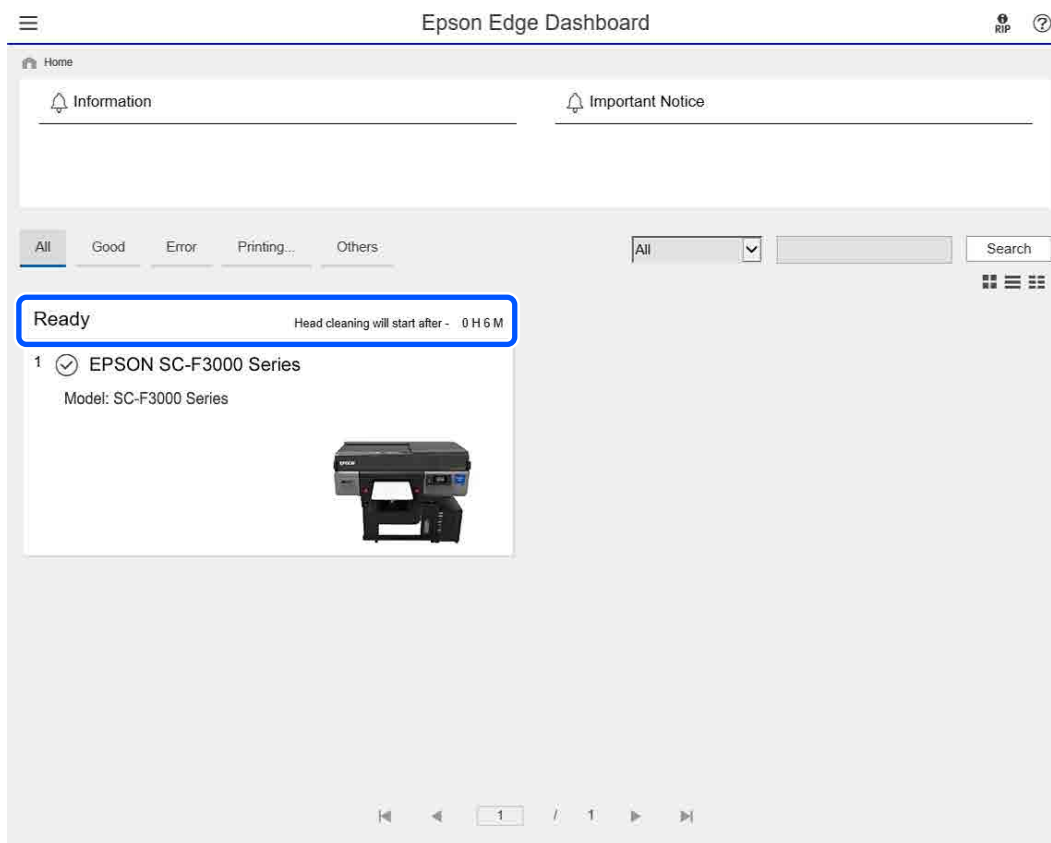 Epson Edge Dashboard
RIP
Home
Information
Important Notice
All Good Error Printing... Others
All
Search
Ready Head cleaning will start after - 0 H 6 M
1 EPSON SC-F3000 Series
Model: SC-F3000 Series
EPSON
1 / 1